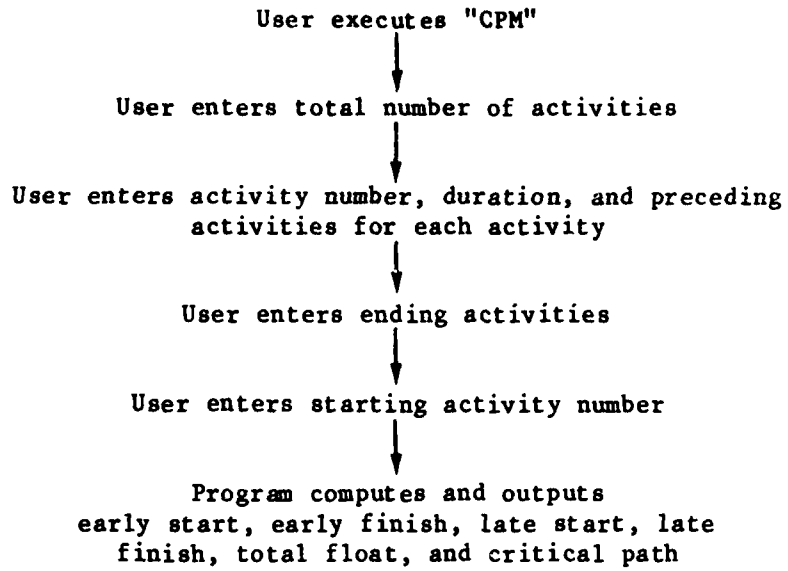 User executes "CPM"
User enters total number of activities
User enters activity number, duration, and preceding
activities for each activity
User enters ending activities
User enters starting activity number
Program computes and outputs
early start, early finish, late start, late
finish, total float, and critical path